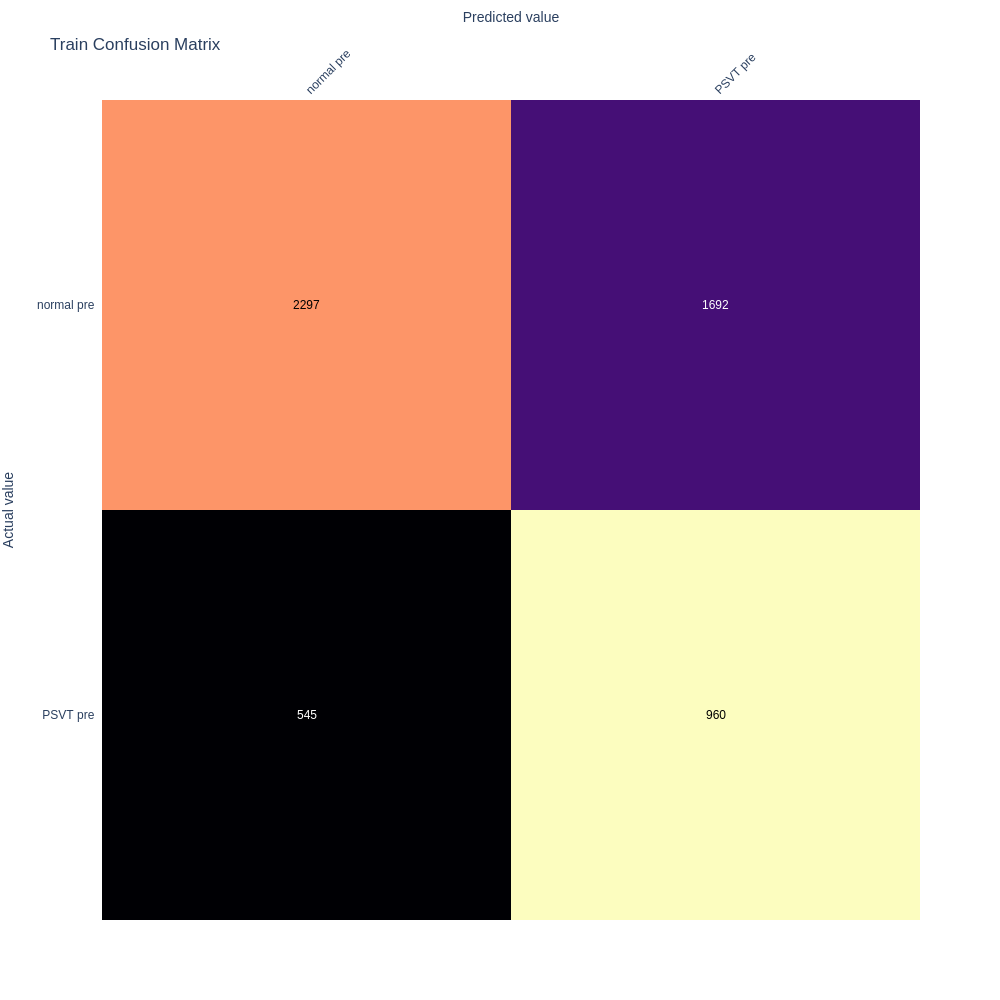 Predicted value
Train Confusion Matrix
normal pre
PSVT pre
normal pre
2297
1692
Actual value
PSVT pre
545
960